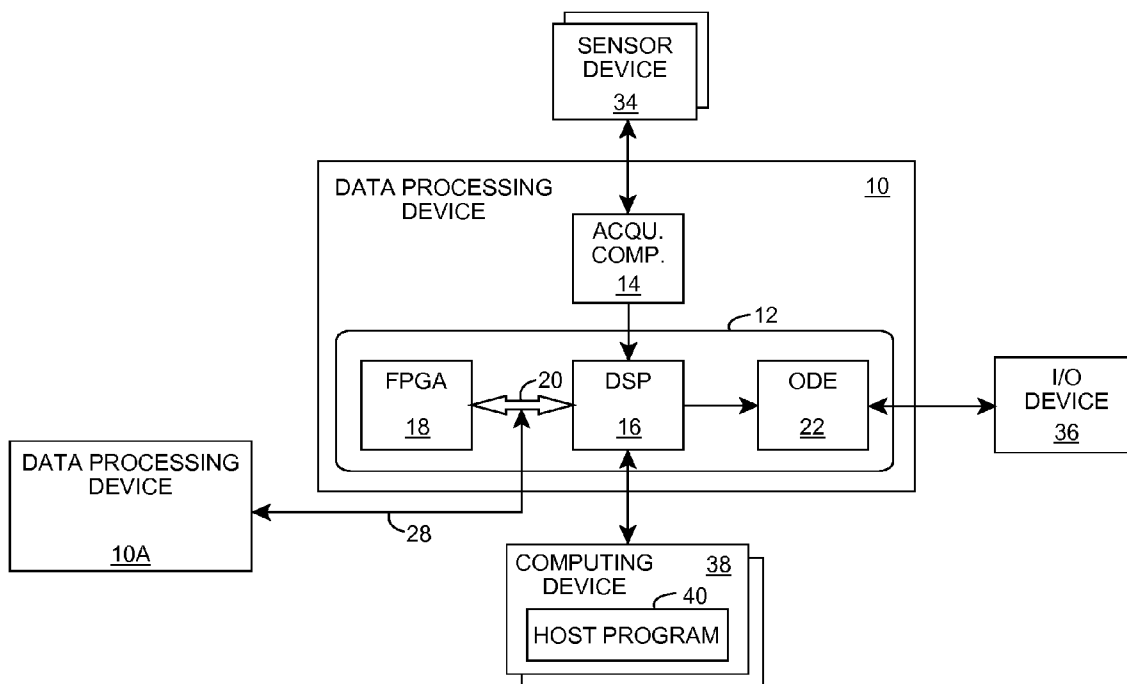 SENSOR
DEVICE
34
DATA PROCESSING
DEVICE
10
ACQU.
COMP.
14
12
FPGA
18
20
DSP
16
ODE
22
I/O
DEVICE
36
DATA PROCESSING
DEVICE
10A
28
COMPUTING
DEVICE
38
40
HOST PROGRAM